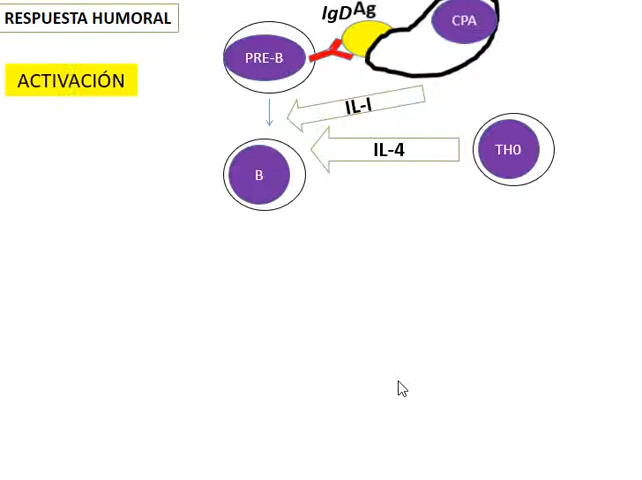 RESPUESTA HUMORAL
IgD Ag
CPA
PRE-B
ACTIVACIÓN
IL-I
IL-4
TH0
B